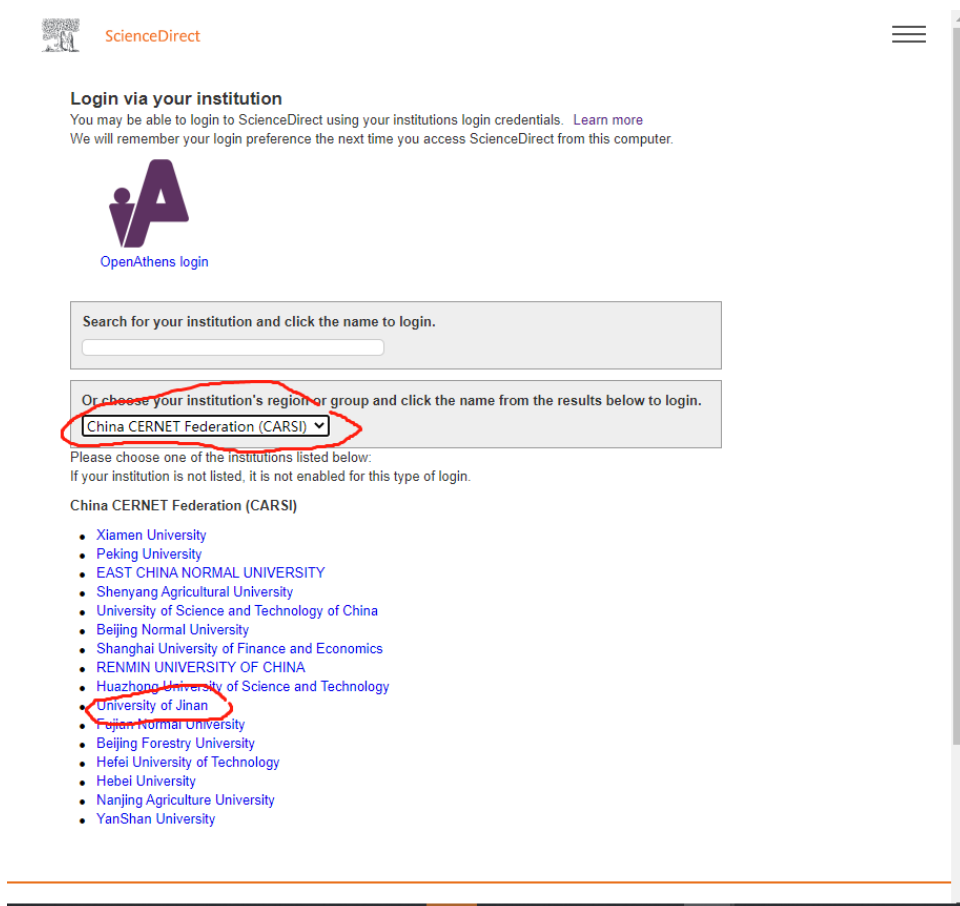 ScienceDirect
Login via your institution
You may be able to login to ScienceDirect using your institutions login credentials. Learn more
We will remember your login preference the next time you access ScienceDirect from this computer.
OpenAthens login
Search for your institution and click the name to login.
Or choose your institution's region or group and click the name from the results below to login.
China CERNET Federation (CARSI)
Please choose one of the institutions listed below:
If your institution is not listed, it is not enabled for this type of login.
China CERNET Federation (CARSI)
Xiamen University
Peking University
EAST CHINA NORMAL UNIVERSITY
Shenyang Agricultural University
University of Science and Technology of China
Beijing Normal University
Shanghai University of Finance and Economics
RENMIN UNIVERSITY OF CHINA
Huazhong University of Science and Technology
University of Jinan
Fujian Normal University
Beijing Forestry University
Hefei University of Technology
Hebei University
Nanjing Agriculture University
YanShan University